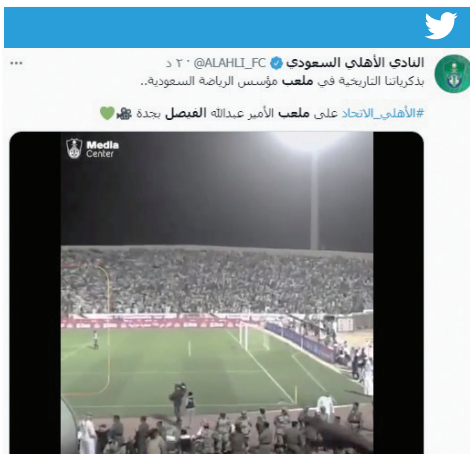 النادي الأهلي السعودي @ALAHLI_FC · ٢٠ د
بذكرياتنا التاريخية في ملعب مؤسس الرياضة السعودية..
#الأهلي_الاتحاد على ملعب الأمير عبدالله الفيصل بجدة 🎥💚
Media
Center